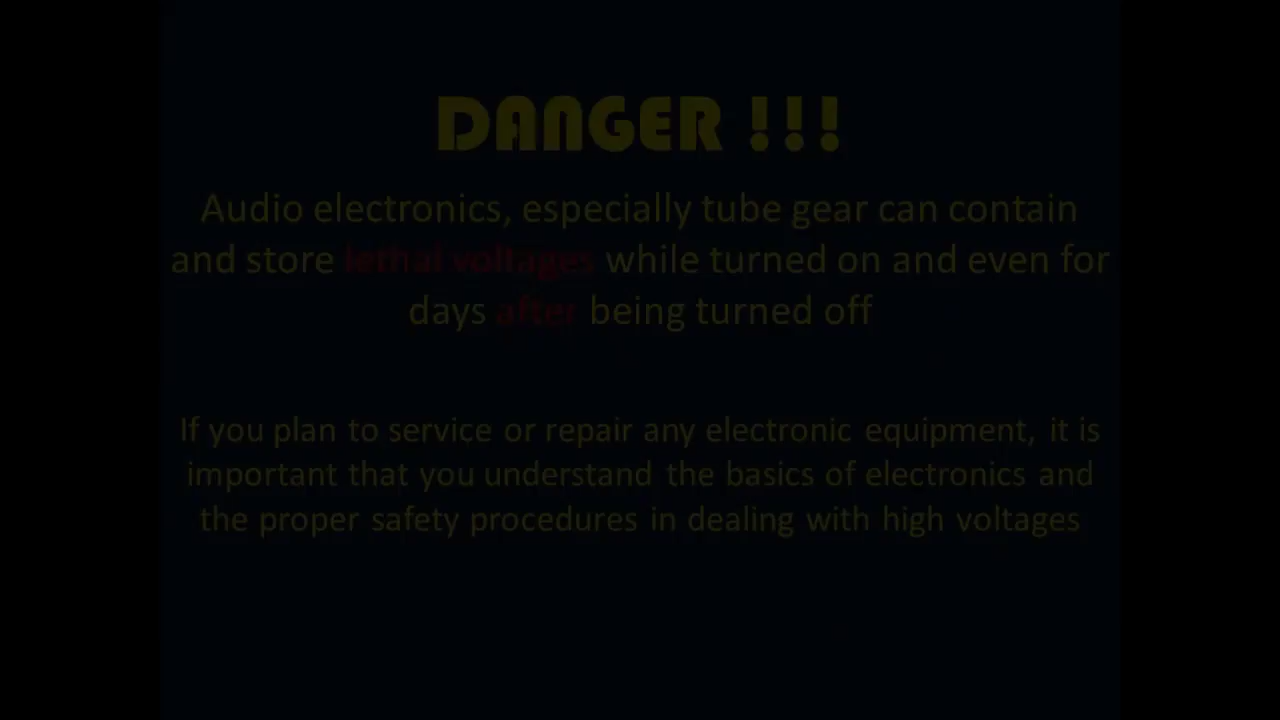 DANGER !!!
Audio electronics, especially tube gear can contain
and store lethal voltages while turned on and even for
days after being turned off
If you plan to service or repair any electronic equipment, it is
important that you understand the basics of electronics and
the proper safety procedures in dealing with high voltages